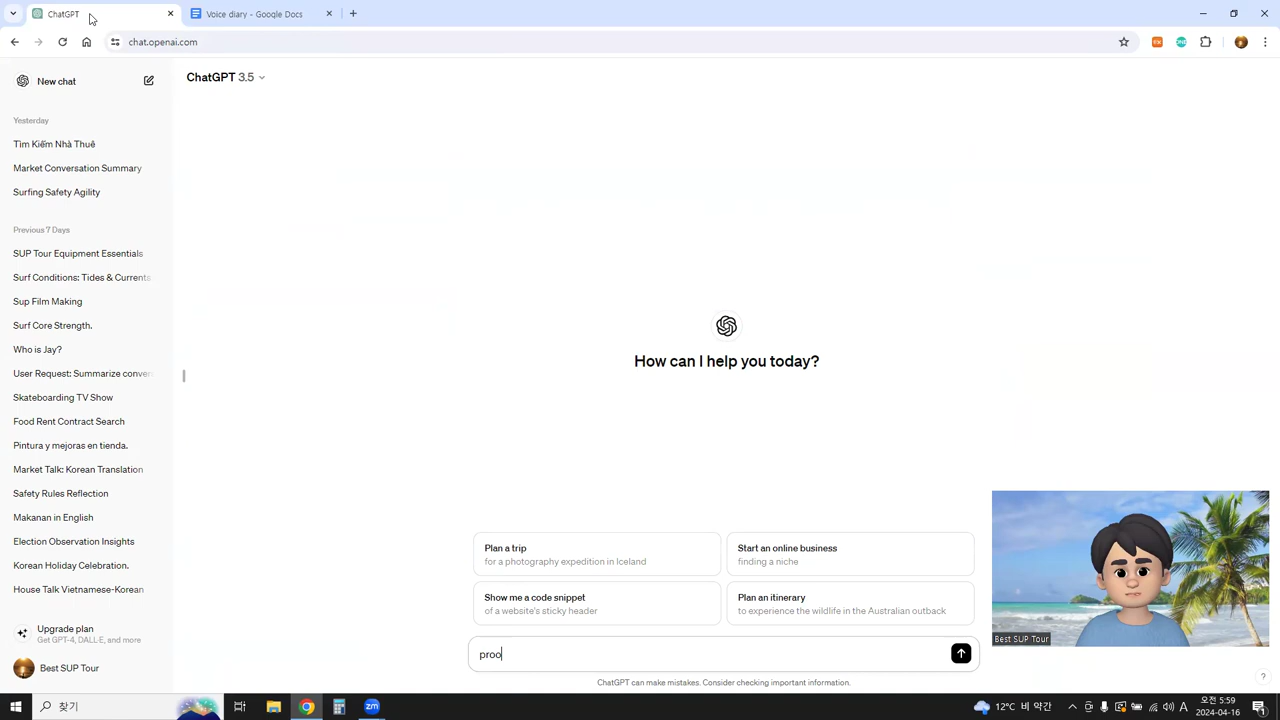 ChatGPT
Voice diary - Google Docs
chat.openai.com
New chat
ChatGPT 3.5
Yesterday
Tìm Kiếm Nhà Thuê
Market Conversation Summary
Surfing Safety Agility
Previous 7 Days
SUP Tour Equipment Essentials
Surf Conditions: Tides & Currents
Sup Film Making
Surf Core Strength.
Who is Jay?
User Request: Summarize conver
Skateboarding TV Show
Food Rent Contract Search
Pintura y mejoras en tienda.
Market Talk: Korean Translation
Safety Rules Reflection
Makanan in English
Election Observation Insights
Korean Holiday Celebration.
House Talk Vietnamese-Korean
Upgrade plan
Get GPT-4, DALL·E, and more
Best SUP Tour
How can I help you today?
Plan a trip
for a photography expedition in Iceland
Start an online business
finding a niche
Show me a code snippet
of a website's sticky header
Plan an itinerary
to experience the wildlife in the Australian outback
proo
ChatGPT can make mistakes. Consider checking important information.
?
Best SUP Tour
찾기
zm
12°C 비 약간
A
오전 5:59
2024-04-16
1